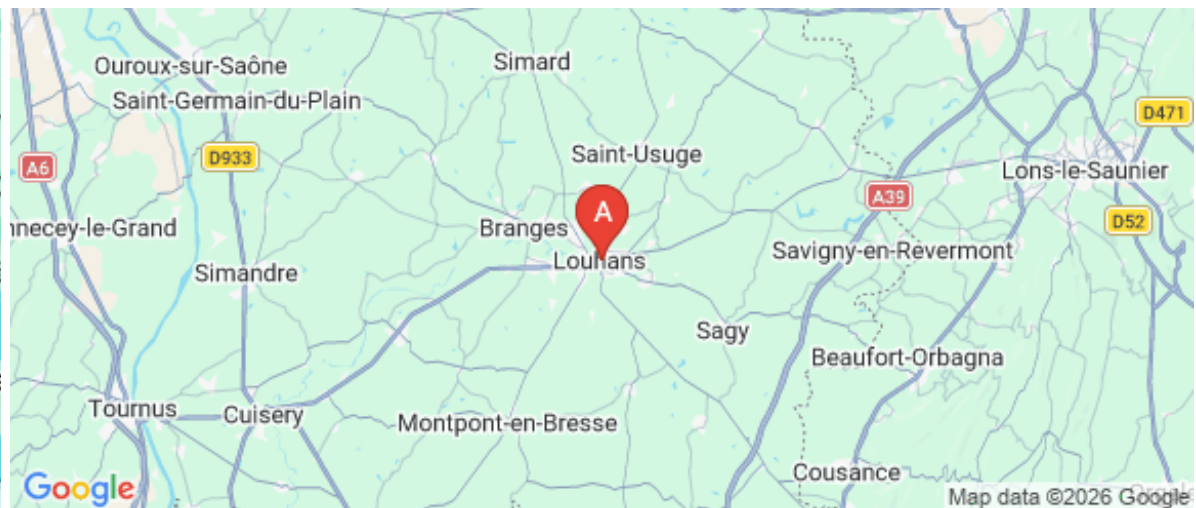 Simard
Ouroux-sur-Saône
Saint-Germain-du-Plain
D471
D933
Saint-Usuge
A6
Lons-le-Saunier
A39
A
D52
nnecey-le-Grand
Branges
Savigny-en-Revermont
Louhans
Simandre
Sagy
Beaufort-Orbagna
Tournus
Cuisery
Montpont-en-Bresse
Cousance
Google
Map data ©2026 Google